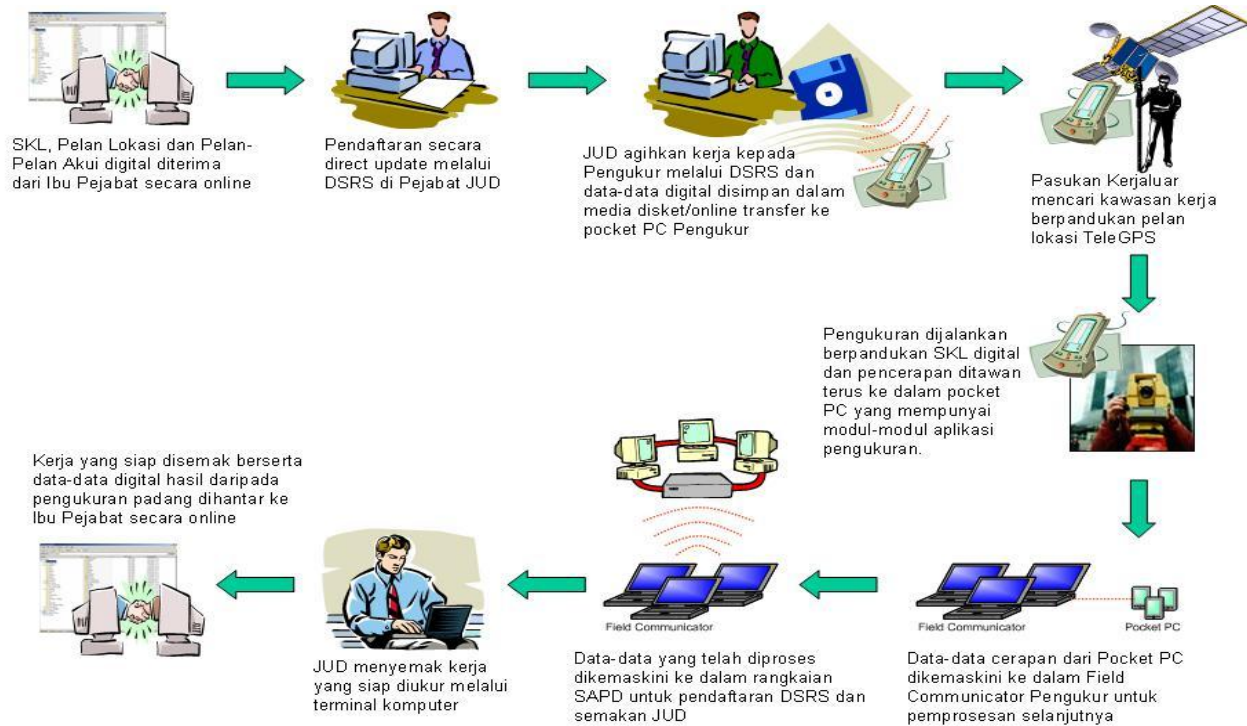 SKL, Pelan Lokasi dan Pelan-
Pelan Akui digital diterima
dari Ibu Pejabat secara online
Pendaftaran secara
direct update melalui
DSRS di Pejabat JUD
JUD agihkan kerja kepada
Pengukur melalui DSRS dan
data-data digital disimpan dalam
media disket/online transfer ke
pocket PC Pengukur
Pasukan Kerjaluar
mencari kawasan kerja
berpandukan pelan
lokasi TeleGPS
Pengukuran dijalankan
berpandukan SKL digital
dan pencerapan ditawan
terus ke dalam pocket
PC yang mempunyai
modul-modul aplikasi
pengukuran.
Field Communicator
Pocket PC
Data-data cerapan dari Pocket PC
dikemaskini ke dalam Field
Communicator Pengukur untuk
pemprosesan selanjutnya
Field Communicator
Data-data yang telah diproses
dikemaskini ke dalam rangkaian
SAPD untuk pendaftaran DSRS dan
semakan JUD
JUD menyemak kerja
yang siap diukur melalui
terminal komputer
Kerja yang siap disemak berserta
data-data digital hasil daripada
pengukuran padang dihantar ke
Ibu Pejabat secara online